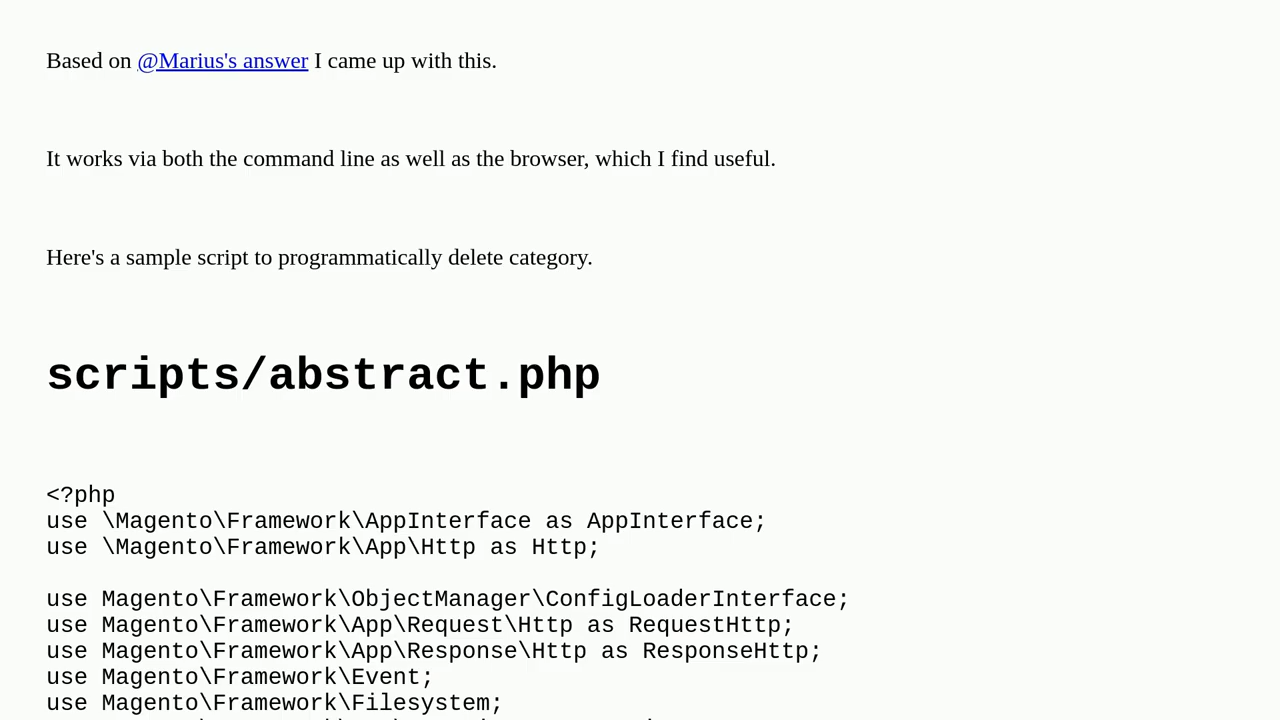 Based on @Marius's answer I came up with this.
It works via both the command line as well as the browser, which I find useful.
Here's a sample script to programmatically delete category.
scripts/abstract.php
<?php
use \Magento\Framework\AppInterface as AppInterface;
use \Magento\Framework\App\Http as Http;
use Magento\Framework\ObjectManager\ConfigLoaderInterface;
use Magento\Framework\App\Request\Http as RequestHttp;
use Magento\Framework\App\Response\Http as ResponseHttp;
use Magento\Framework\Event;
use Magento\Framework\Filesystem;